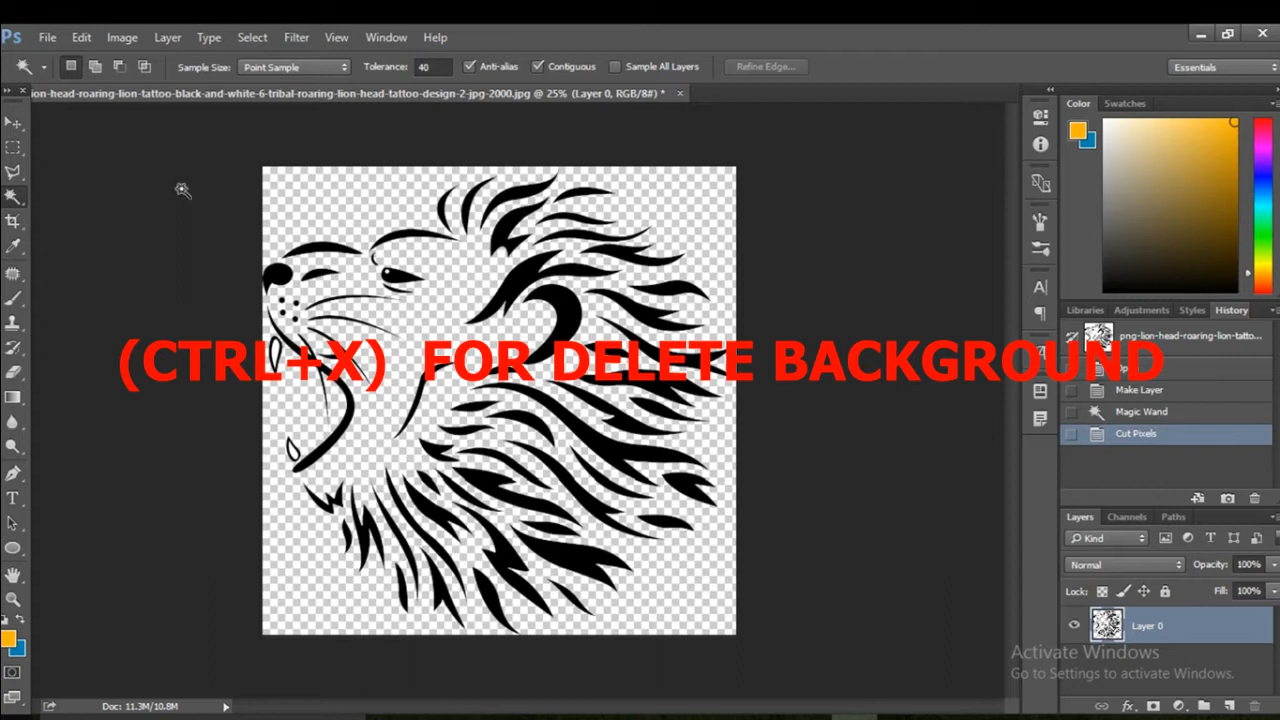 Ps File Edit Image Layer Type Select Filter View Window Help
Sample Size: Point Sample Tolerance: 40 Anti-alias Contiguous Sample All Layers Refine Edge... Essentials
ion-head-roaring-lion-tattoo-black-and-white-6-tribal-roaring-lion-head-tattoo-design-2-jpg-2000.jpg @ 25% (Layer 0, RGB/8#) * ×
Color Swatches
Libraries Adjustments Styles History
png-lion-head-roaring-lion-tatto...
(CTRL+X) FOR DELETE BACKGROUND
Make Layer
Magic Wand
Cut Pixels
Layers Channels Paths
Kind
Normal Opacity: 100%
Lock: Fill: 100%
Layer 0
Activate Windows
Go to Settings to activate Windows.
Doc: 11.3M/10.8M